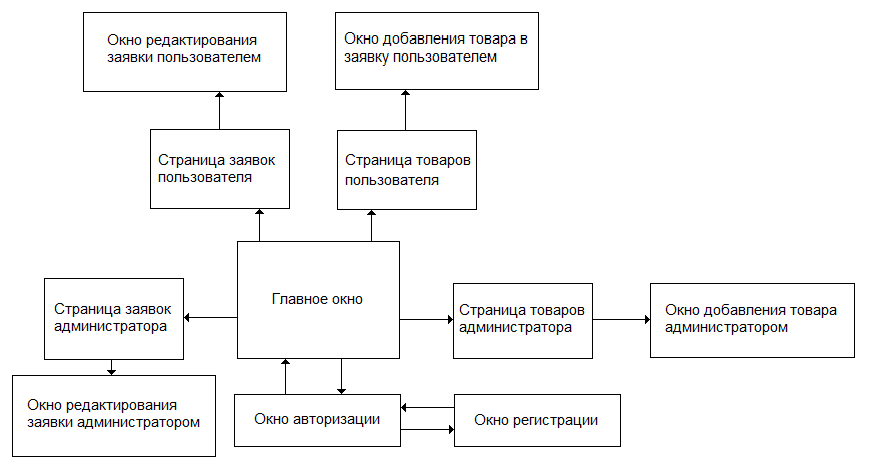 Окно редактирования
заявки пользователем
Окно добавления товара в
заявку пользователем
Страница заявок
пользователя
Страница товаров
пользователя
Главное окно
Страница заявок
администратора
Страница товаров
администратора
Окно добавления товара
администратором
Окно редактирования
заявки администратором
Окно авторизации
Окно регистрации